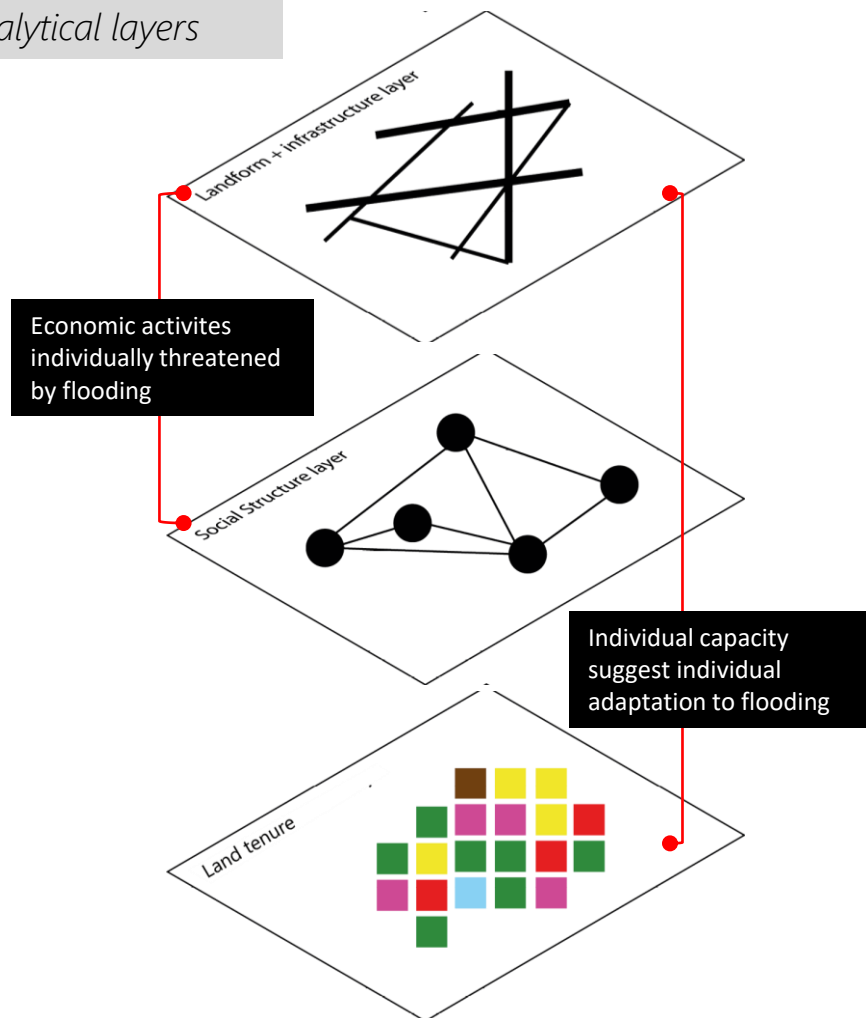 alytical layers
Landform + infrastructure layer
Economic activites
individually threatened
by flooding
Social Structure layer
Individual capacity
suggest individual
adaptation to flooding
Land tenure